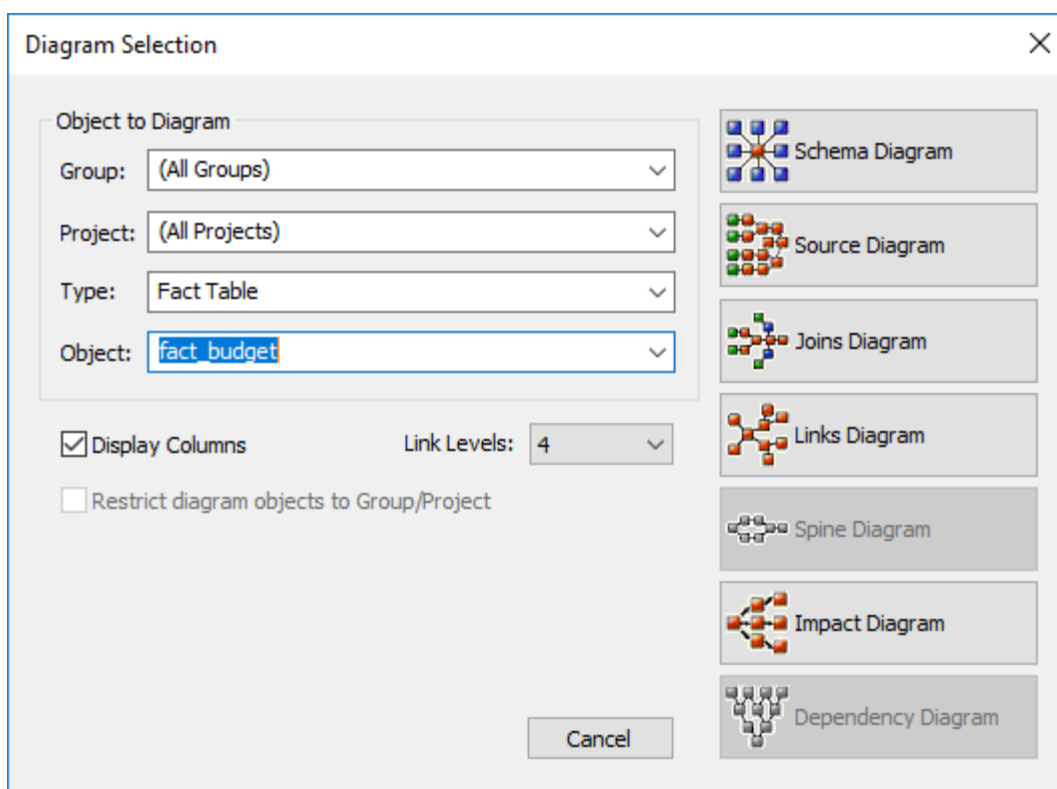 Diagram Selection
Object to Diagram
Group: (All Groups)
Project: (All Projects)
Type: Fact Table
Object: fact_budget
Display Columns Link Levels: 4
Restrict diagram objects to Group/Project
Cancel
Schema Diagram
Source Diagram
Joins Diagram
Links Diagram
Spine Diagram
Impact Diagram
Dependency Diagram